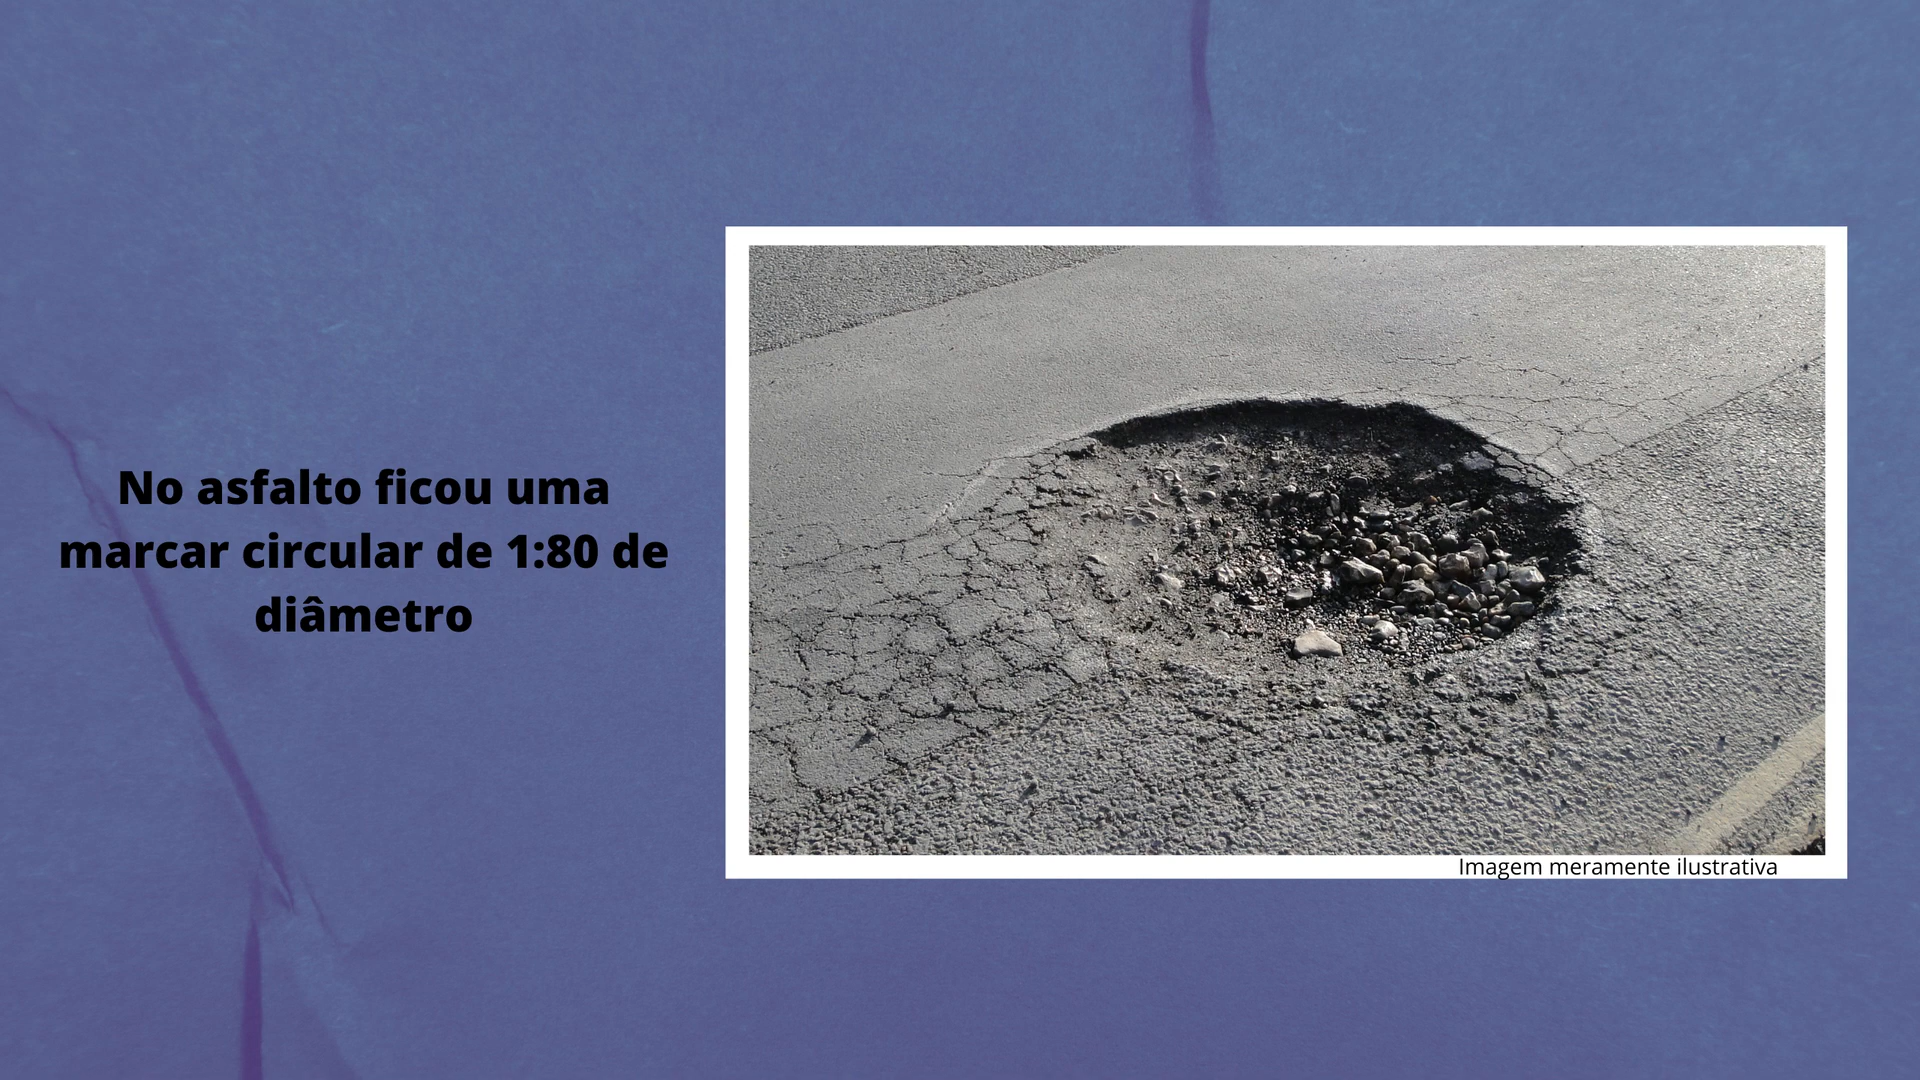 No asfalto ficou uma
marcar circular de 1:80 de
diâmetro
Imagem meramente ilustrativa